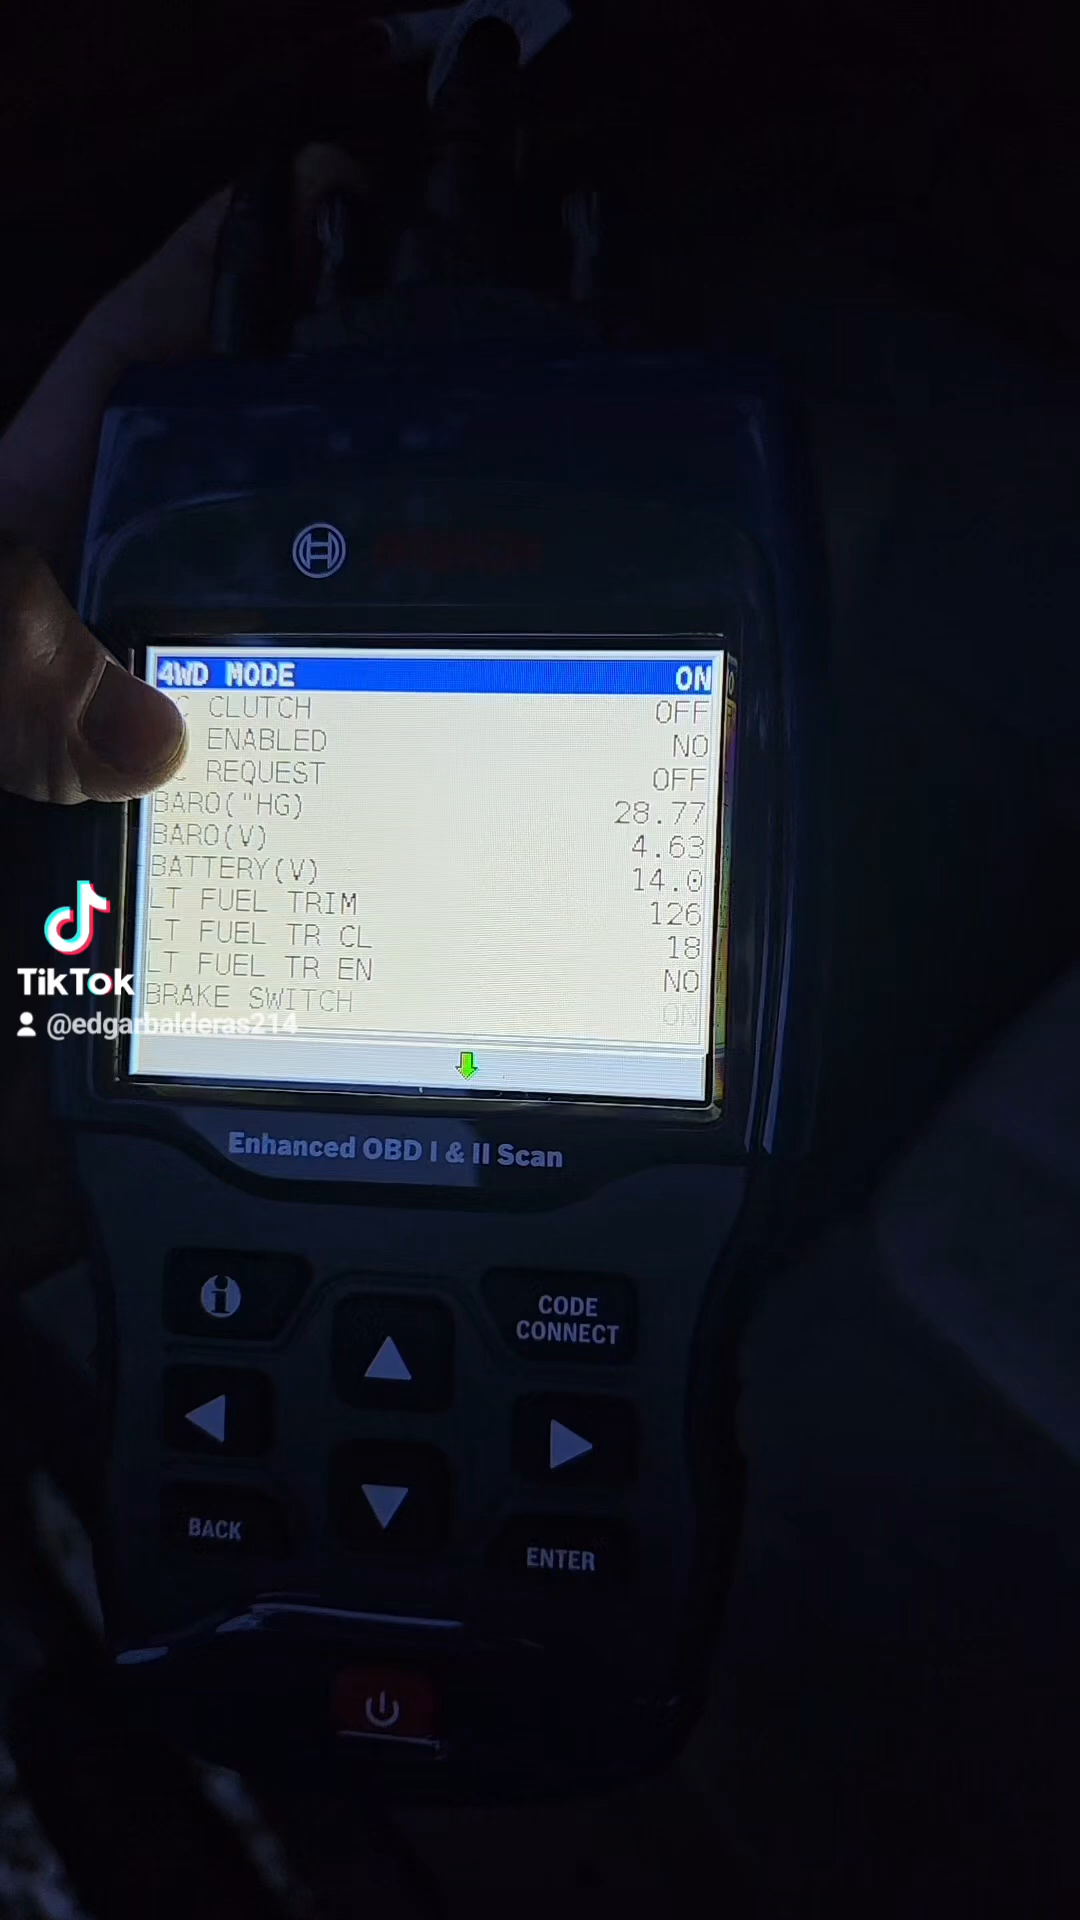 4WD MODE ON
C CLUTCH OFF
ENABLED NO
C REQUEST OFF
BARO("HG) 28.77
BARO(V) 4.63
BATTERY(V) 14.0
LT FUEL TRIM 126
LT FUEL TR CL 18
LT FUEL TR EN NO
BRAKE SWITCH ON
TikTok
@edgarbalderas214
Enhanced OBD I & II Scan
CODE
CONNECT
BACK
ENTER